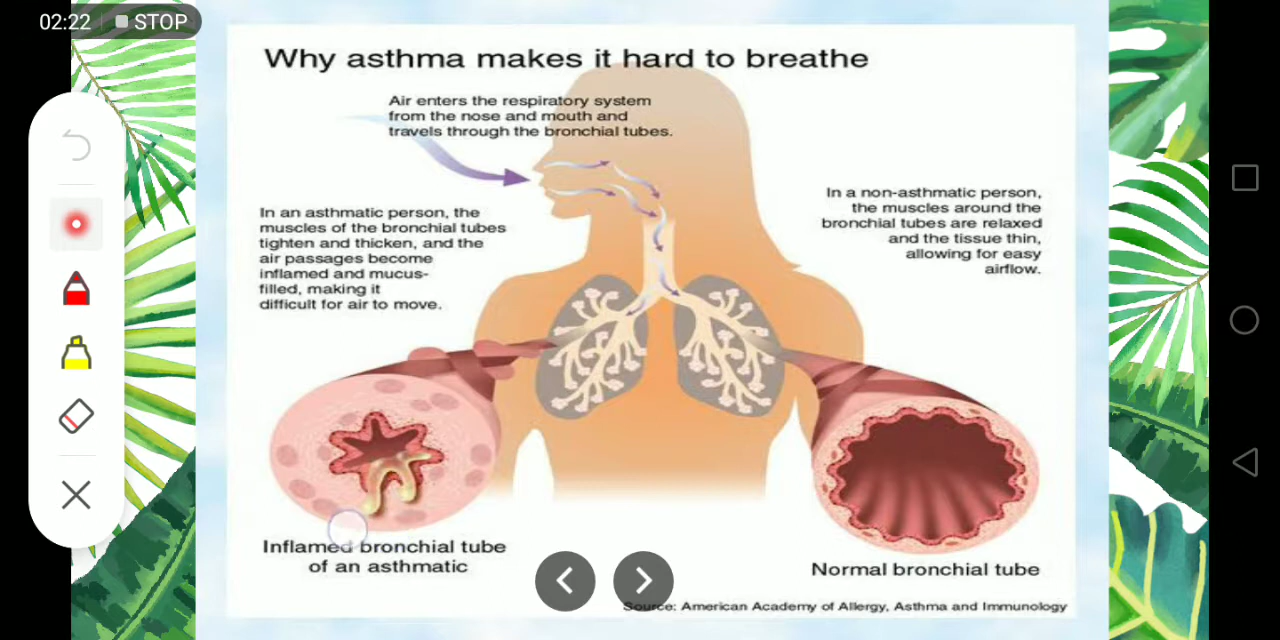 02:22
STOP
Why asthma makes it hard to breathe
Air enters the respiratory system
from the nose and mouth and
travels through the bronchial tubes.
In an asthmatic person, the
muscles of the bronchial tubes
tighten and thicken, and the
air passages become
inflamed and mucus-
filled, making it
difficult for air to move.
In a non-asthmatic person,
the muscles around the
bronchial tubes are relaxed
and the tissue thin,
allowing for easy
airflow.
Inflamed bronchial tube
of an asthmatic
Normal bronchial tube
Source: American Academy of Allergy, Asthma and Immunology